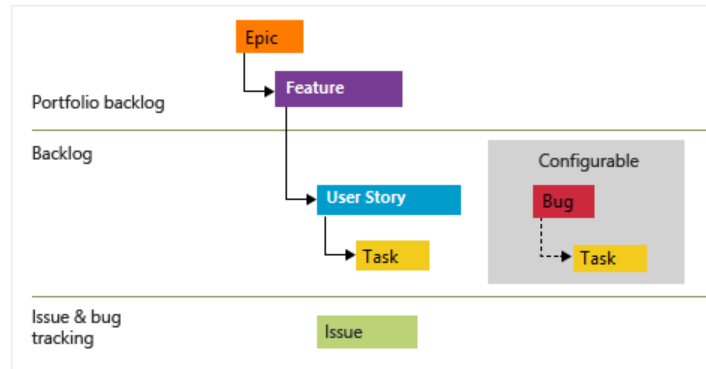 Epic
Feature
Portfolio backlog
Backlog
Configurable
User Story
Bug
Task
Task
Issue & bug
tracking
Issue